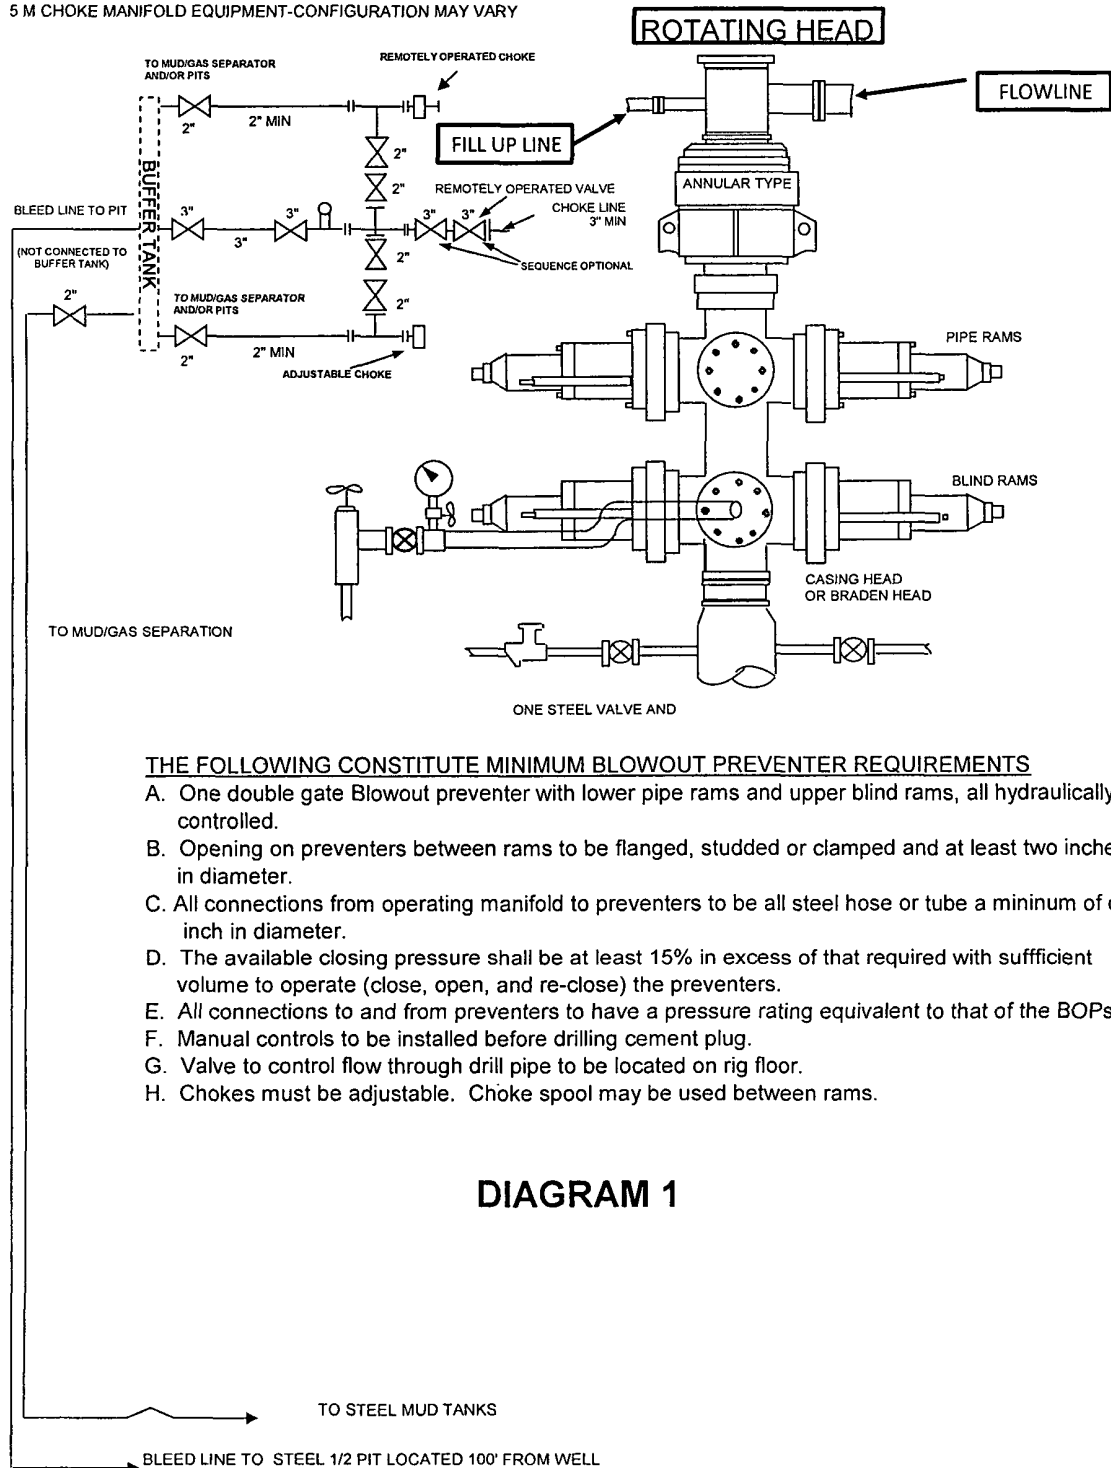 5 M CHOKE MANIFOLD EQUIPMENT-CONFIGURATION MAY VARY
ROTATING HEAD
TO MUD/GAS SEPARATOR
AND/OR PITS
REMOTELY OPERATED CHOKE
FLOWLINE
2"
2" MIN
FILL UP LINE
2"
2"
BUFFER TANK
ANNULAR TYPE
REMOTELY OPERATED VALVE
CHOKE LINE
3" MIN
BLEED LINE TO PIT
3"
3"
3"
3"
3"
(NOT CONNECTED TO
BUFFER TANK)
2"
SEQUENCE OPTIONAL
2"
TO MUD/GAS SEPARATOR
AND/OR PITS
2"
2"
2" MIN
ADJUSTABLE CHOKE
PIPE RAMS
BLIND RAMS
CASING HEAD
OR BRADEN HEAD
TO MUD/GAS SEPARATION
ONE STEEL VALVE AND
THE FOLLOWING CONSTITUTE MINIMUM BLOWOUT PREVENTER REQUIREMENTS
A. One double gate Blowout preventer with lower pipe rams and upper blind rams, all hydraulically
controlled.
B. Opening on preventers between rams to be flanged, studded or clamped and at least two inche
in diameter.
C. All connections from operating manifold to preventers to be all steel hose or tube a mininum of
inch in diameter.
D. The available closing pressure shall be at least 15% in excess of that required with suffficient
volume to operate (close, open, and re-close) the preventers.
E. All connections to and from preventers to have a pressure rating equivalent to that of the BOPs
F. Manual controls to be installed before drilling cement plug.
G. Valve to control flow through drill pipe to be located on rig floor.
H. Chokes must be adjustable. Choke spool may be used between rams.
DIAGRAM 1
TO STEEL MUD TANKS
BLEED LINE TO STEEL 1/2 PIT LOCATED 100' FROM WELL